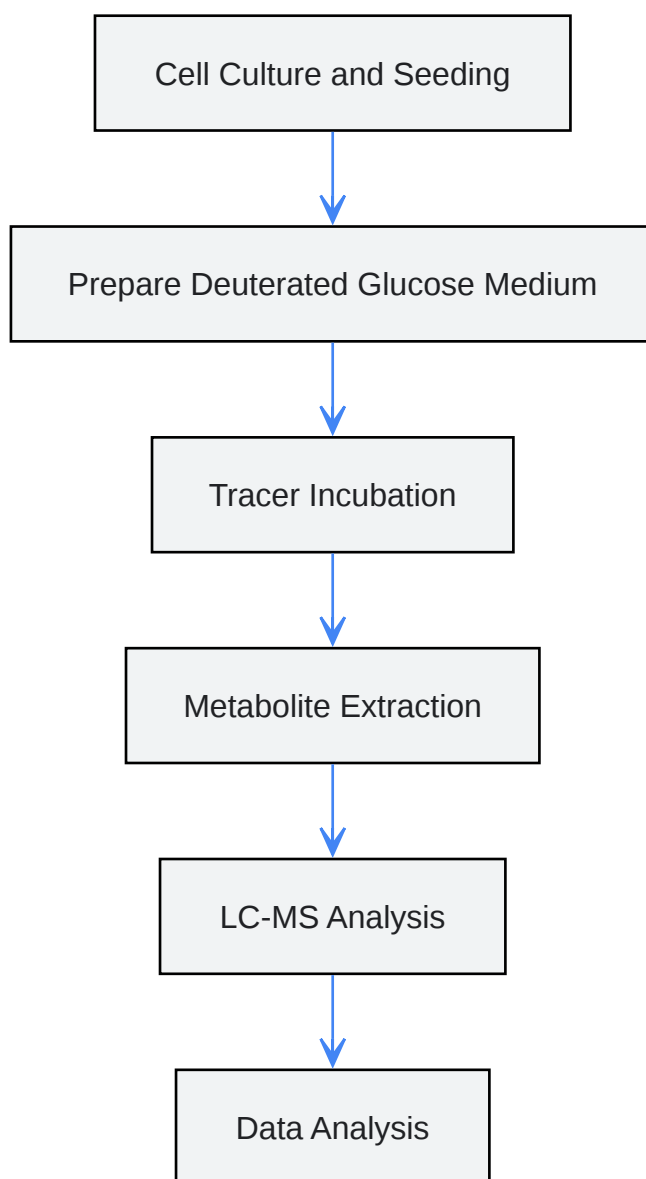 Cell Culture and Seeding
Prepare Deuterated Glucose Medium
Tracer Incubation
Metabolite Extraction
LC-MS Analysis
Data Analysis